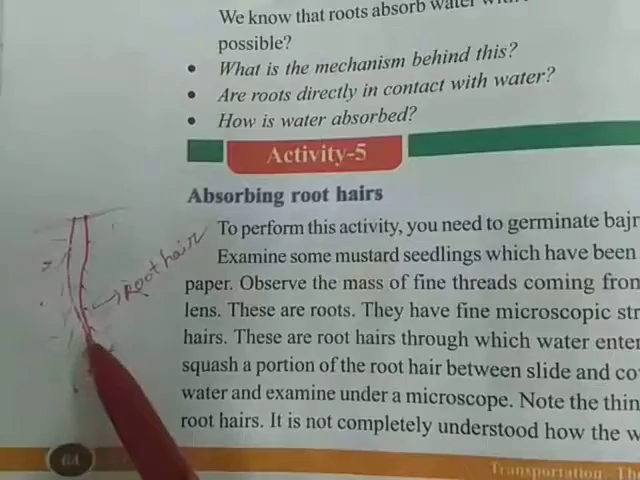 We know that roots absorb water
possible?
• What is the mechanism behind this?
• Are roots directly in contact with water?
• How is water absorbed?
Activity-5
Absorbing root hairs
To perform this activity, you need to germinate bajr
Examine some mustard seedlings which have been
paper. Observe the mass of fine threads coming from
lens. These are roots. They have fine microscopic str
hairs. These are root hairs through which water enter
squash a portion of the root hair between slide and co
water and examine under a microscope. Note the thin
root hairs. It is not completely understood how the w
Root hair
Transportation - The